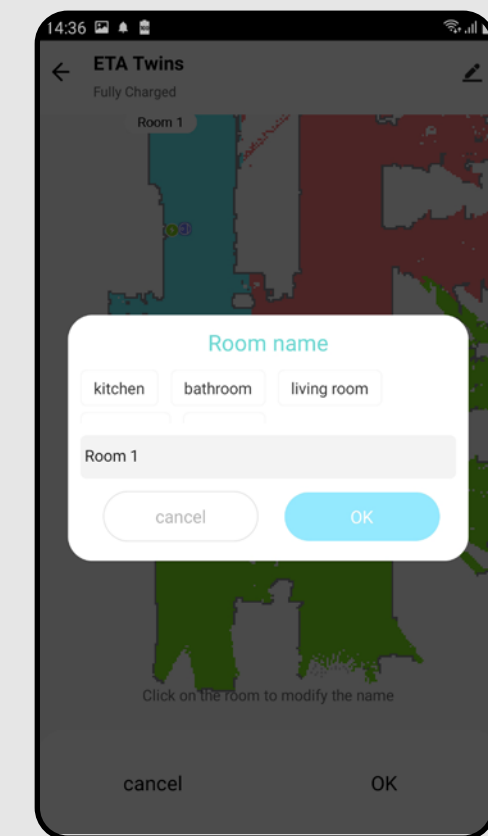 14:36
ETA Twins
Fully Charged
Room 1
Room name
kitchen bathroom living room
Room 1
cancel OK
Click on the room to modify the name
cancel OK